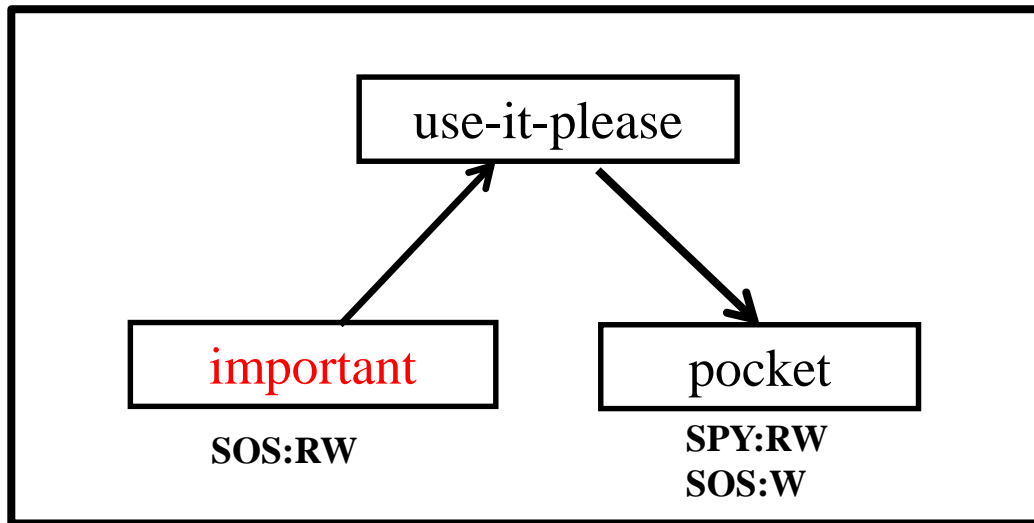 use-it-please
important
pocket
SOS:RW
SPY:RW
SOS:W